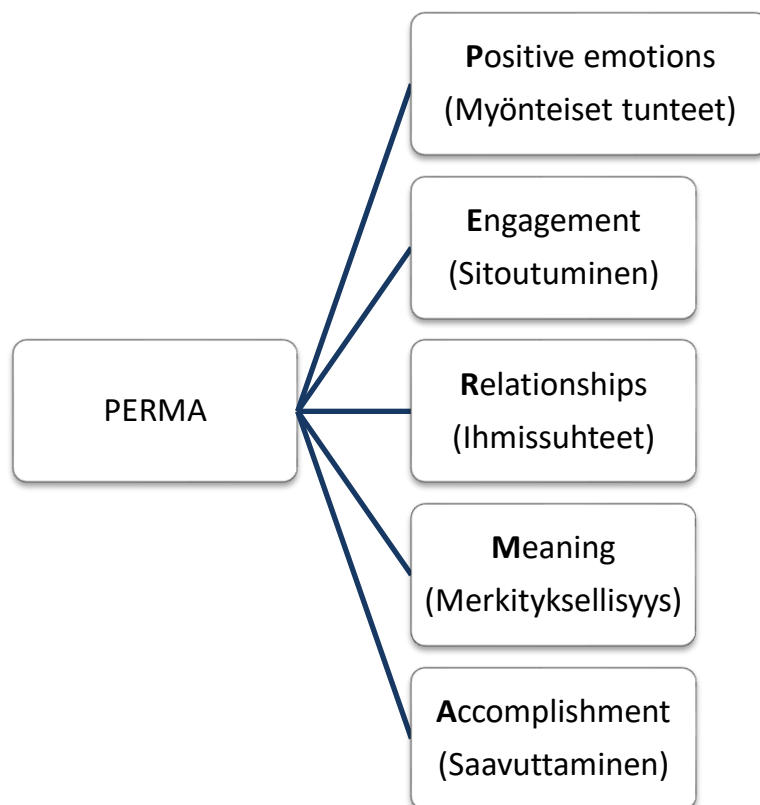 Positive emotions
(Myönteiset tunteet)
Engagement
(Sitoutuminen)
PERMA
Relationships
(Ihmissuhteet)
Meaning
(Merkityksellisyys)
Accomplishment
(Saavuttaminen)